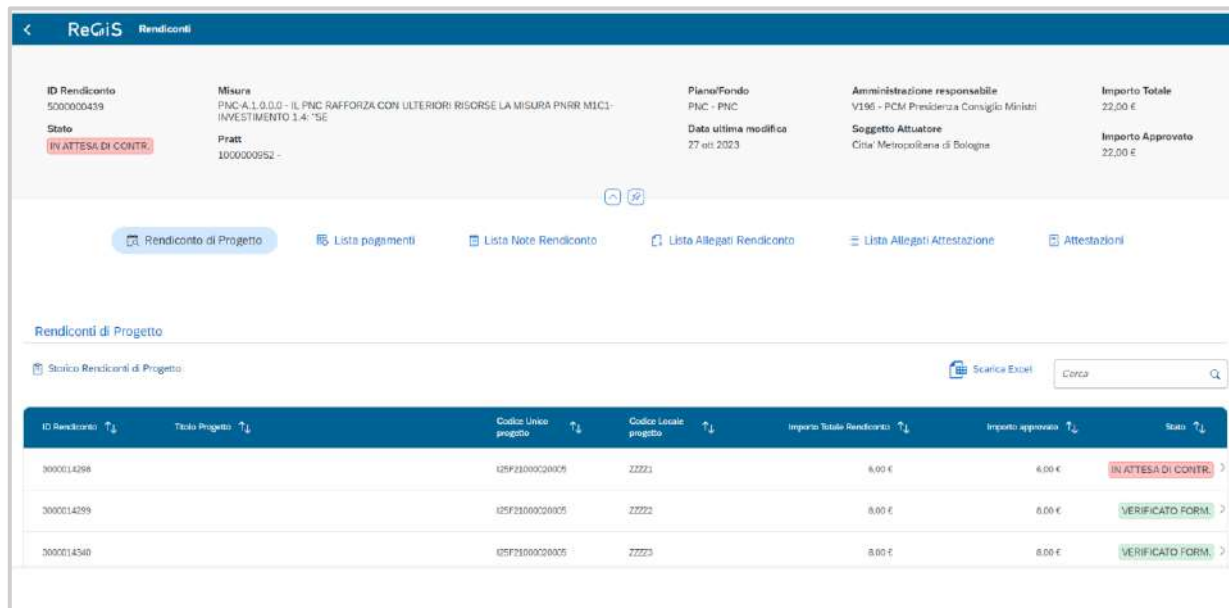 ReGiS Rendiconti
ID Rendiconto
5000000439
Stato
IN ATTESA DI CONTR.
Misura
PNC-A.1.0.0.0 - IL PNC RAFFORZA CON ULTERIORI RISORSE LA MISURA PNRR M1C1-
INVESTIMENTO 1.4: "SE
Pratt
1000000952 -
Piano/Fondo
PNC - PNC
Data ultima modifica
27 ott 2023
Amministrazione responsabile
V196 - PCM Presidenza Consiglio Ministri
Soggetto Attuatore
Citta' Metropolitana di Bologna
Importo Totale
22,00 €
Importo Approvato
22,00 €
Rendiconto di Progetto Lista pagamenti Lista Note Rendiconto Lista Allegati Rendiconto Lista Allegati Attestazione Attestazioni
Rendiconti di Progetto
Storico Rendiconti di Progetto Scarica Excel Cerca
ID Rendiconto Titolo Progetto Codice Unico progetto Codice Locale progetto Importo Totale Rendiconto Importo approvato Stato
3000014298 I25F21000020005 ZZZZ1 6,00 € 6,00 € IN ATTESA DI CONTR.
3000014299 I25F21000020005 ZZZZ2 8,00 € 8,00 € VERIFICATO FORM.
3000014340 I25F21000020005 ZZZZ3 8,00 € 8,00 € VERIFICATO FORM.